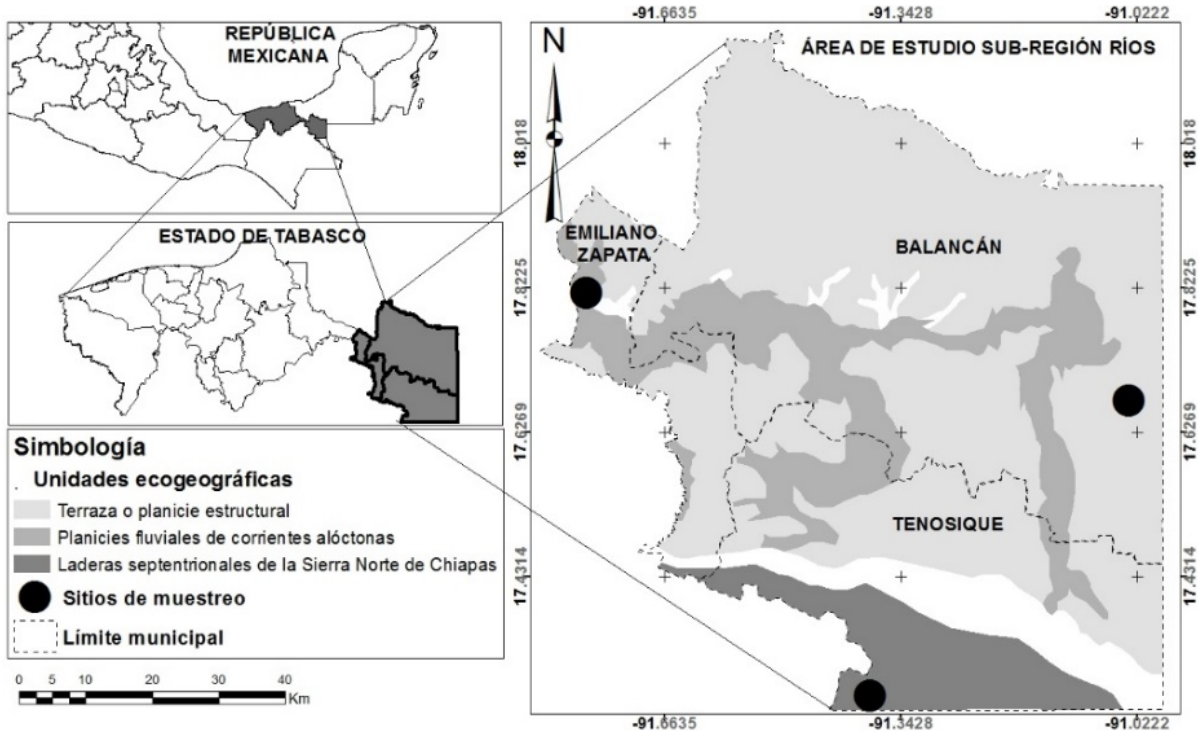 REPÚBLICA
MEXICANA
ESTADO DE TABASCO
Simbología
. Unidades ecogeográficas
Terraza o planicie estructural
Planicies fluviales de corrientes alóctonas
Laderas septentrionales de la Sierra Norte de Chiapas
Sitios de muestreo
Límite municipal
0 5 10 20 30 40
Km
-91.6635 -91.3428 -91.0222
N
ÁREA DE ESTUDIO SUB-REGIÓN RÍOS
18.018 18.018
EMILIANO
ZAPATA
BALANCÁN
17.8225 17.8225
17.6269 17.6269
TENOSIQUE
17.4314 17.4314
-91.6635 -91.3428 -91.0222